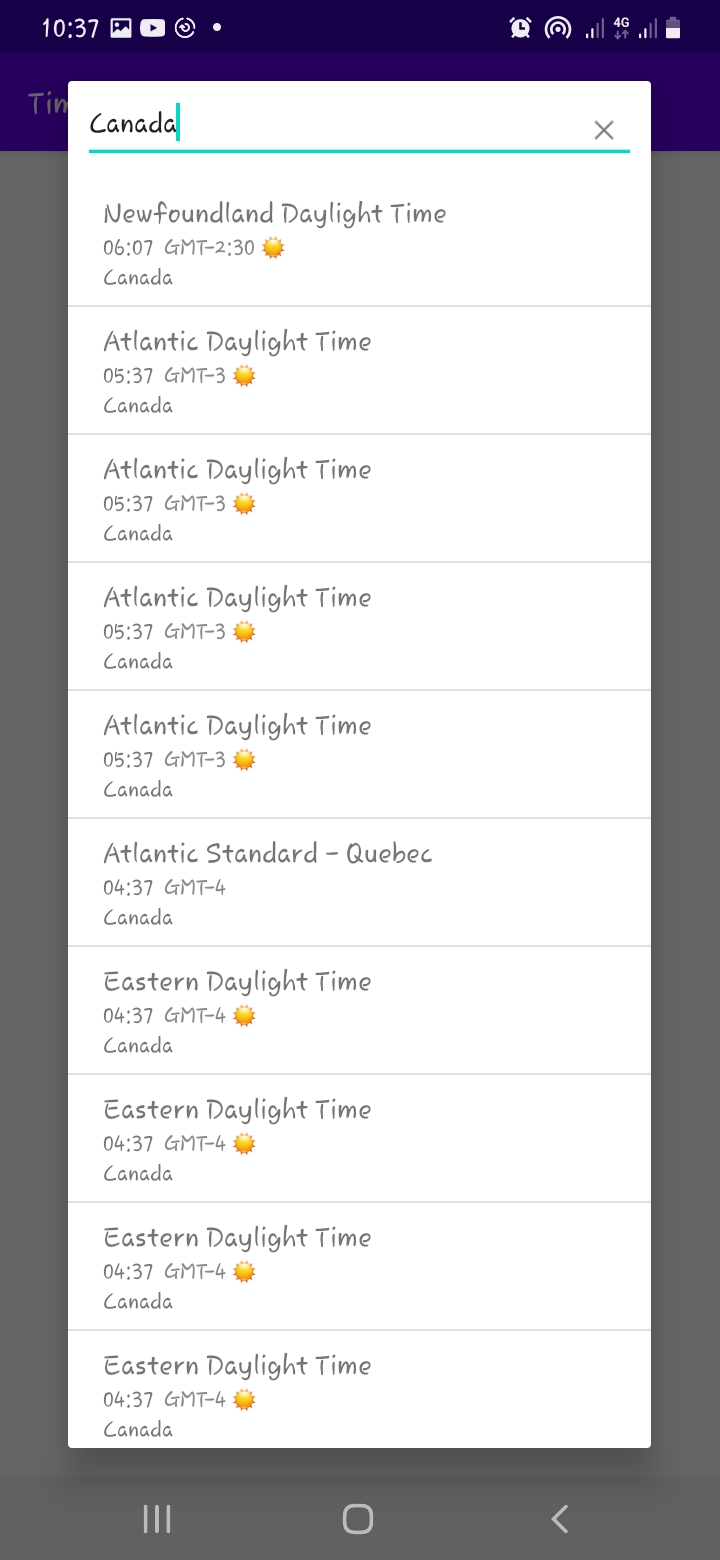 10:37
4G
Tim
Canada
Newfoundland Daylight Time
06:07 GMT-2:30
Canada
Atlantic Daylight Time
05:37 GMT-3
Canada
Atlantic Daylight Time
05:37 GMT-3
Canada
Atlantic Daylight Time
05:37 GMT-3
Canada
Atlantic Daylight Time
05:37 GMT-3
Canada
Atlantic Standard - Quebec
04:37 GMT-4
Canada
Eastern Daylight Time
04:37 GMT-4
Canada
Eastern Daylight Time
04:37 GMT-4
Canada
Eastern Daylight Time
04:37 GMT-4
Canada
Eastern Daylight Time
04:37 GMT-4
Canada